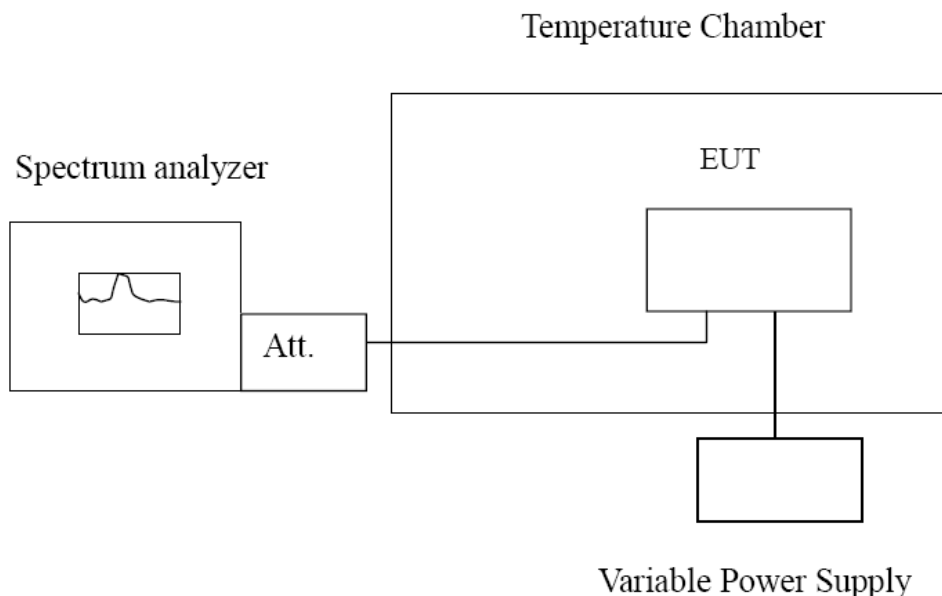 Temperature Chamber
EUT
Spectrum analyzer
Att.
Variable Power Supply